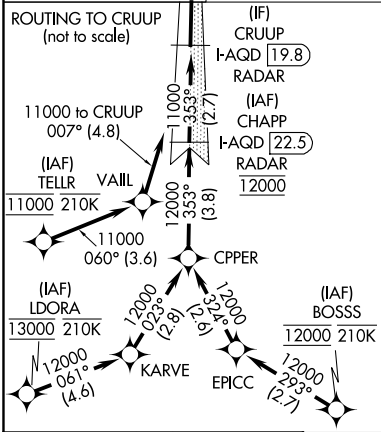 ROUTING TO CRUUP
(not to scale)
(IF)
CRUUP
I-AQD 19.8
RADAR
(IAF)
CHAPP
I-AQD 22.5
RADAR
12000
11000
353°
(2.7)
11000 to CRUUP
007° (4.8)
(IAF)
TELLR
11000 210K
VAIIL
11000
060° (3.6)
12000
353°
(3.8)
CPPER
(IAF)
LDORA
13000 210K
12000
061°
(4.6)
KARVE
12000
023°
(2.8)
12000
324°
(2.6)
EPICC
(IAF)
BOSSS
12000 210K
12000
293°
(2.7)